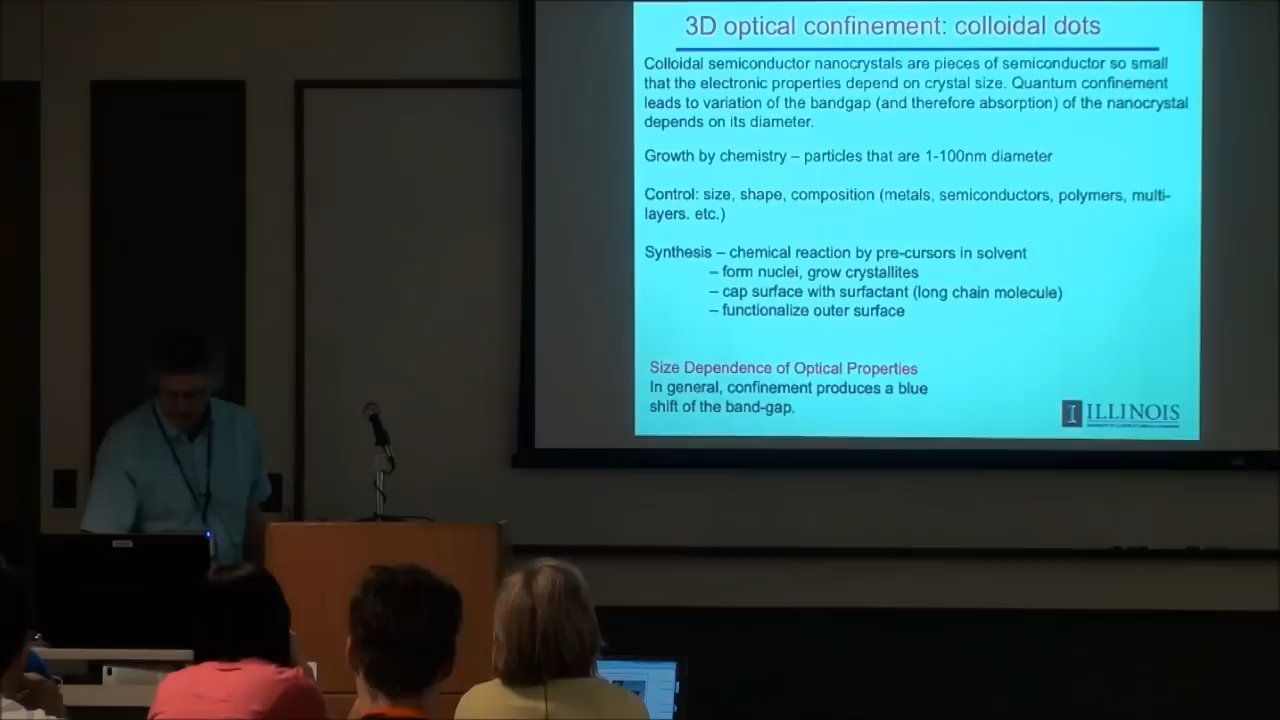 3D optical confinement: colloidal dots
Colloidal semiconductor nanocrystals are pieces of semiconductor so small
that the electronic properties depend on crystal size. Quantum confinement
leads to variation of the bandgap (and therefore absorption) of the nanocrystal
depends on its diameter.
Growth by chemistry – particles that are 1-100nm diameter
Control: size, shape, composition (metals, semiconductors, polymers, multi-
layers. etc.)
Synthesis – chemical reaction by pre-cursors in solvent
– form nuclei, grow crystallites
– cap surface with surfactant (long chain molecule)
– functionalize outer surface
Size Dependence of Optical Properties
In general, confinement produces a blue
shift of the band-gap.
I ILLINOIS